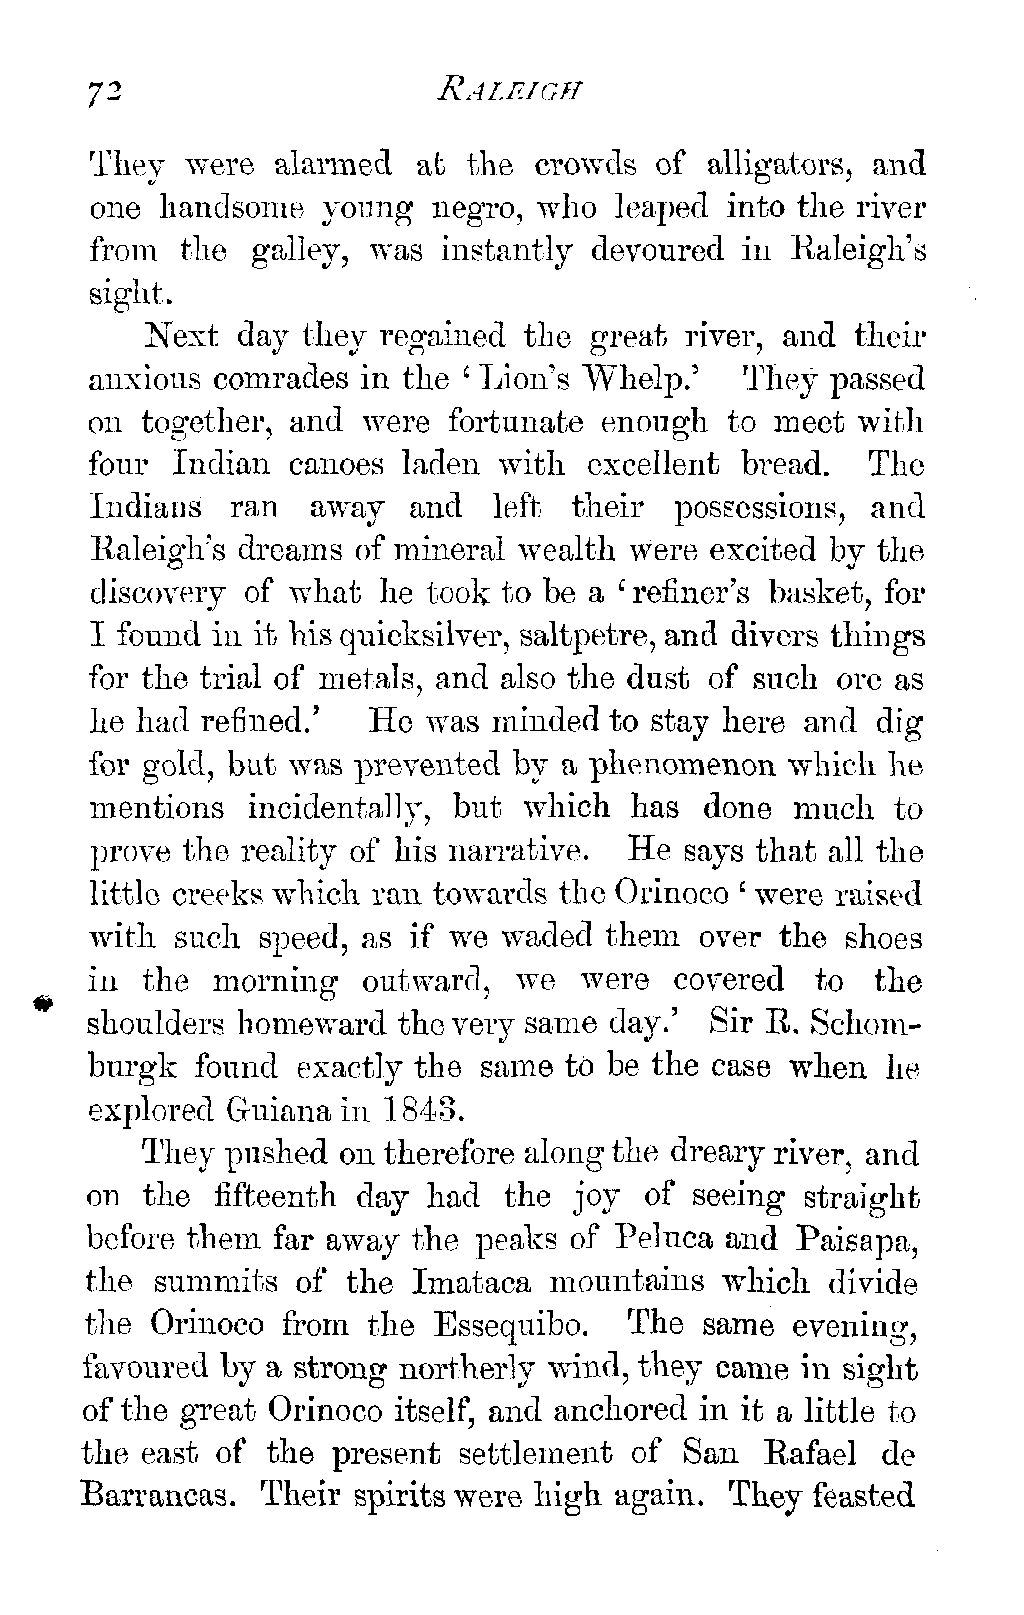 72 RALEIGH
They were alarmed at the crowds of alligators, and
one handsome young negro, who leaped into the river
from the galley, was instantly devoured in Raleigh's
sight.
Next day they regained the great river, and their
anxious comrades in the ‘Lion's Whelp.’ They passed
on together, and were fortunate enough to meet with
four Indian canoes laden with excellent bread. The
Indians ran away and left their possessions, and
Raleigh's dreams of mineral wealth were excited by the
discovery of what he took to be a ‘refiner's basket, for
I found in it his quicksilver, saltpetre, and divers things
for the trial of metals, and also the dust of such ore as
he had refined.’ He was minded to stay here and dig
for gold, but was prevented by a phenomenon which he
mentions incidentally, but which has done much to
prove the reality of his narrative. He says that all the
little creeks which ran towards the Orinoco ‘were raised
with such speed, as if we waded them over the shoes
in the morning outward, we were covered to the
shoulders homeward the very same day.’ Sir R. Schom-
burgk found exactly the same to be the case when he
explored Guiana in 1843.
They pushed on therefore along the dreary river, and
on the fifteenth day had the joy of seeing straight
before them far away the peaks of Peluca and Paisapa,
the summits of the Imataca mountains which divide
the Orinoco from the Essequibo. The same evening,
favoured by a strong northerly wind, they came in sight
of the great Orinoco itself, and anchored in it a little to
the east of the present settlement of San Rafael de
Barrancas. Their spirits were high again. They feasted